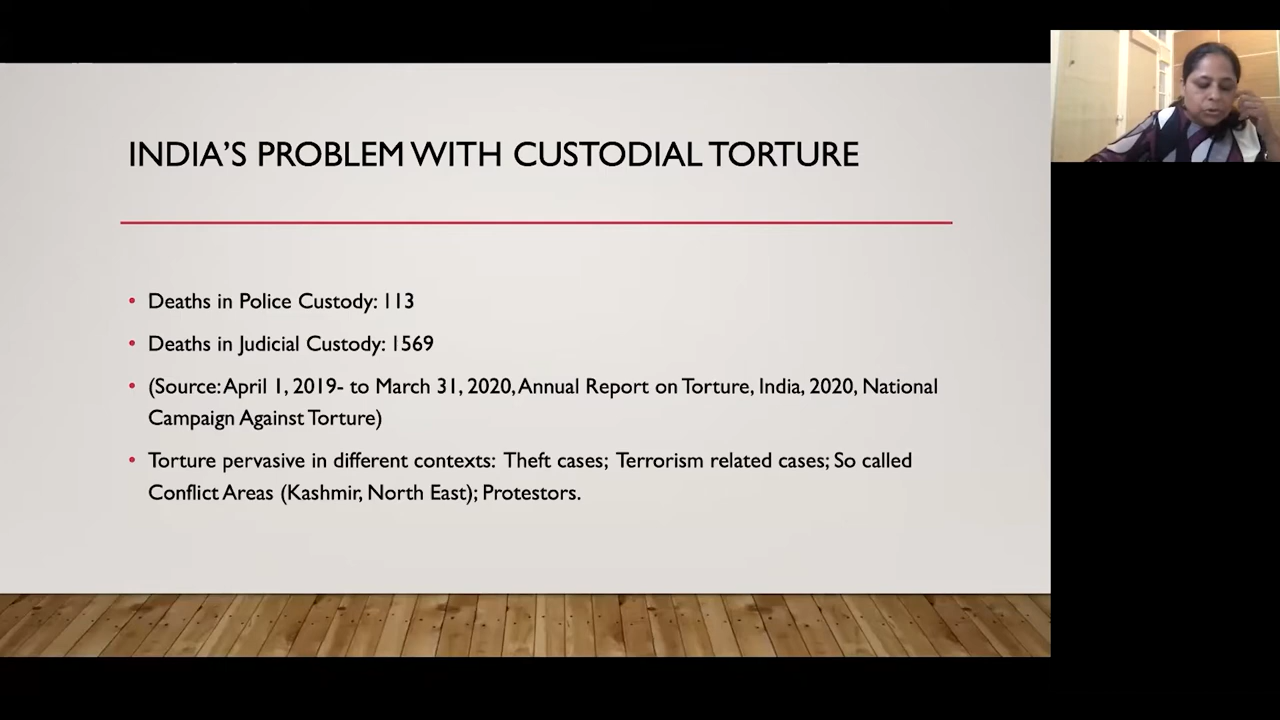 INDIA'S PROBLEM WITH CUSTODIAL TORTURE
• Deaths in Police Custody: 113
• Deaths in Judicial Custody: 1569
• (Source: April 1, 2019- to March 31, 2020, Annual Report on Torture, India, 2020, National
Campaign Against Torture)
• Torture pervasive in different contexts: Theft cases; Terrorism related cases; So called
Conflict Areas (Kashmir, North East); Protestors.